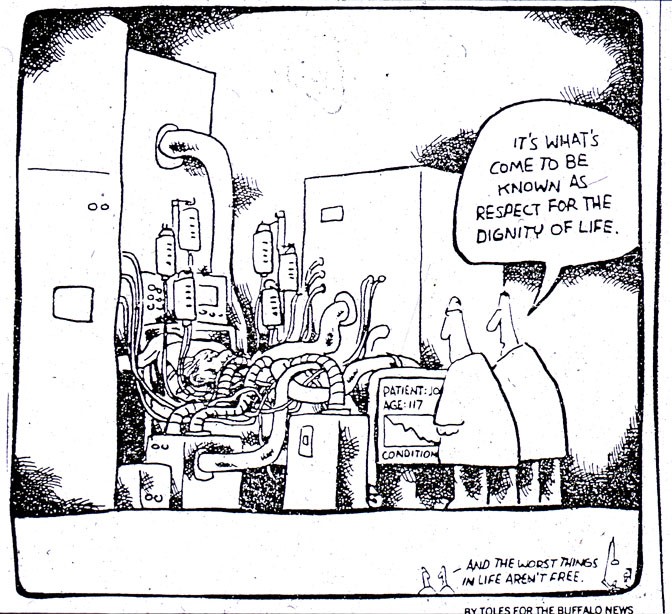 IT'S WHAT'S
COME TO BE
KNOWN AS
RESPECT FOR THE
DIGNITY OF LIFE.
PATIENT: JO
AGE: 117
CONDITION
AND THE WORST THINGS
IN LIFE AREN'T FREE.
BY TOLES FOR THE BUFFALO NEWS